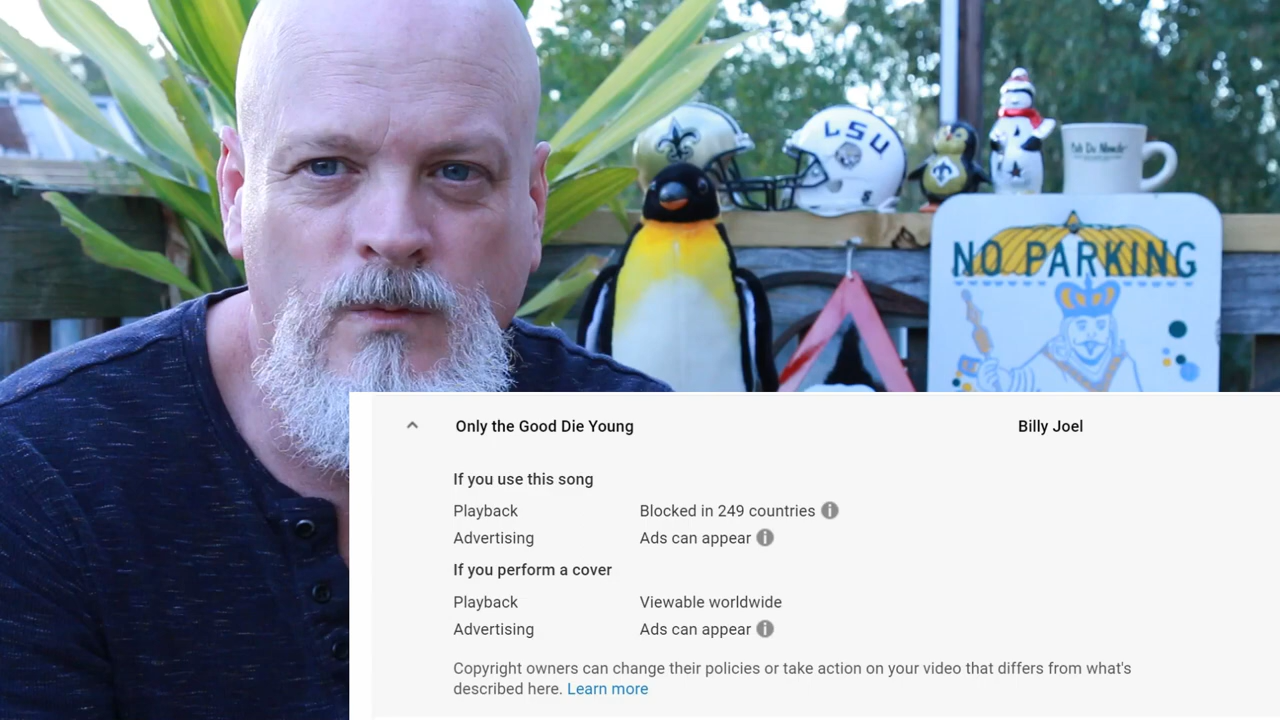 LSU
S
NO PARKING
Only the Good Die Young Billy Joel
If you use this song
Playback Blocked in 249 countries
Advertising Ads can appear
If you perform a cover
Playback Viewable worldwide
Advertising Ads can appear
Copyright owners can change their policies or take action on your video that differs from what's
described here. Learn more